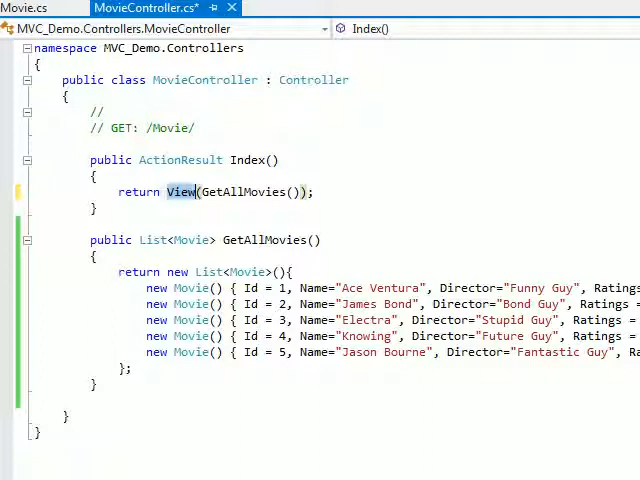 Movie.cs MovieController.cs*
MVC_Demo.Controllers.MovieController Index()
namespace MVC_Demo.Controllers
{
public class MovieController : Controller
{
//
// GET: /Movie/
public ActionResult Index()
{
return View(GetAllMovies());
}
public List<Movie> GetAllMovies()
{
return new List<Movie>(){
new Movie() { Id = 1, Name="Ace Ventura", Director="Funny Guy", Ratings
new Movie() { Id = 2, Name="James Bond", Director="Bond Guy", Ratings =
new Movie() { Id = 3, Name="Electra", Director="Stupid Guy", Ratings =
new Movie() { Id = 4, Name="Knowing", Director="Future Guy", Ratings =
new Movie() { Id = 5, Name="Jason Bourne", Director="Fantastic Guy", Ra
};
}
}
}